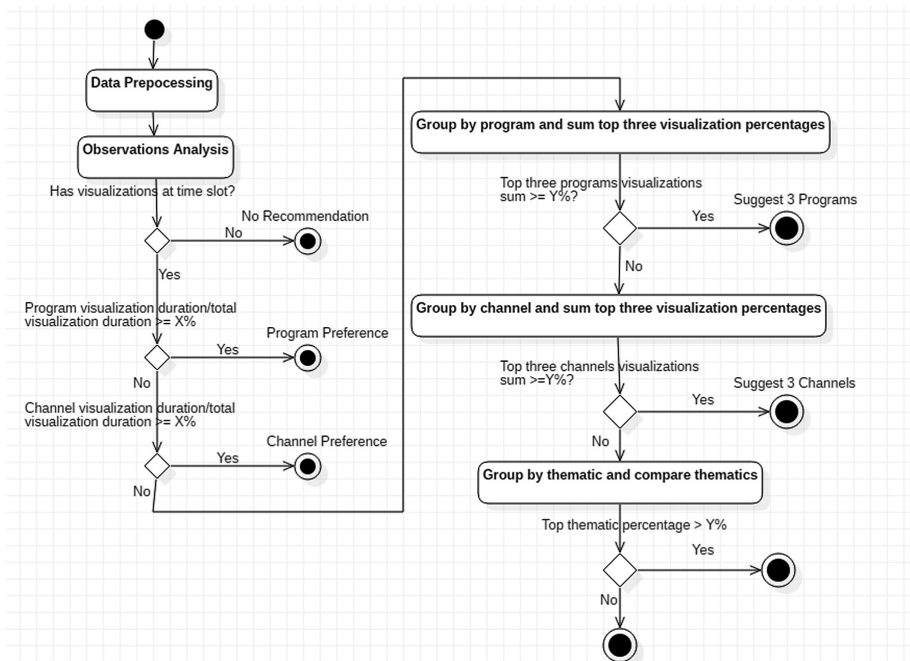 Data Prepocessing
Observations Analysis
Has visualizations at time slot?
No Recommendation
No
Yes
Program visualization duration/total
visualization duration >= X%
Program Preference
Yes
No
Channel visualization duration/total
visualization duration >= X%
Channel Preference
Yes
No
Group by program and sum top three visualization percentages
Top three programs visualizations
sum >= Y%?
Suggest 3 Programs
Yes
No
Group by channel and sum top three visualization percentages
Top three channels visualizations
sum >=Y%?
Suggest 3 Channels
Yes
No
Group by thematic and compare thematics
Top thematic percentage > Y%
Yes
No